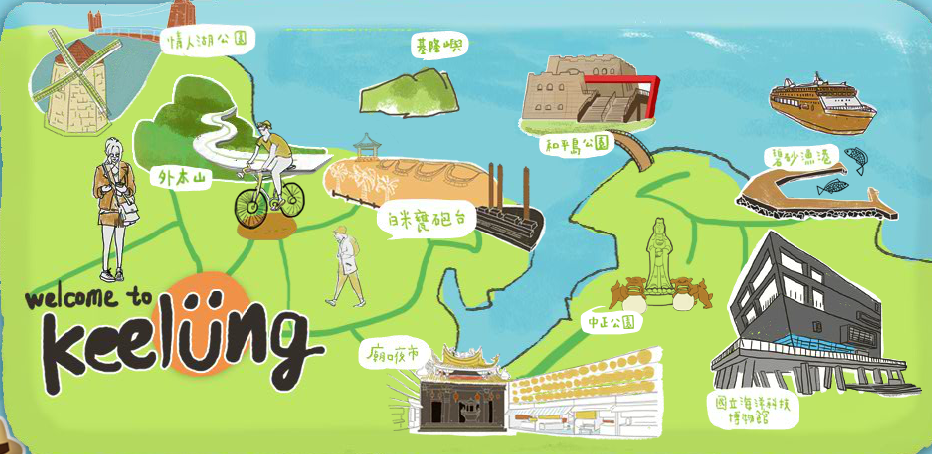 情人湖公園
基隆嶼
和平島公園
碧砂漁港
外木山
白米甕砲台
welcome to
keelüng
中正公園
廟口夜市
國立海洋科技
博物館